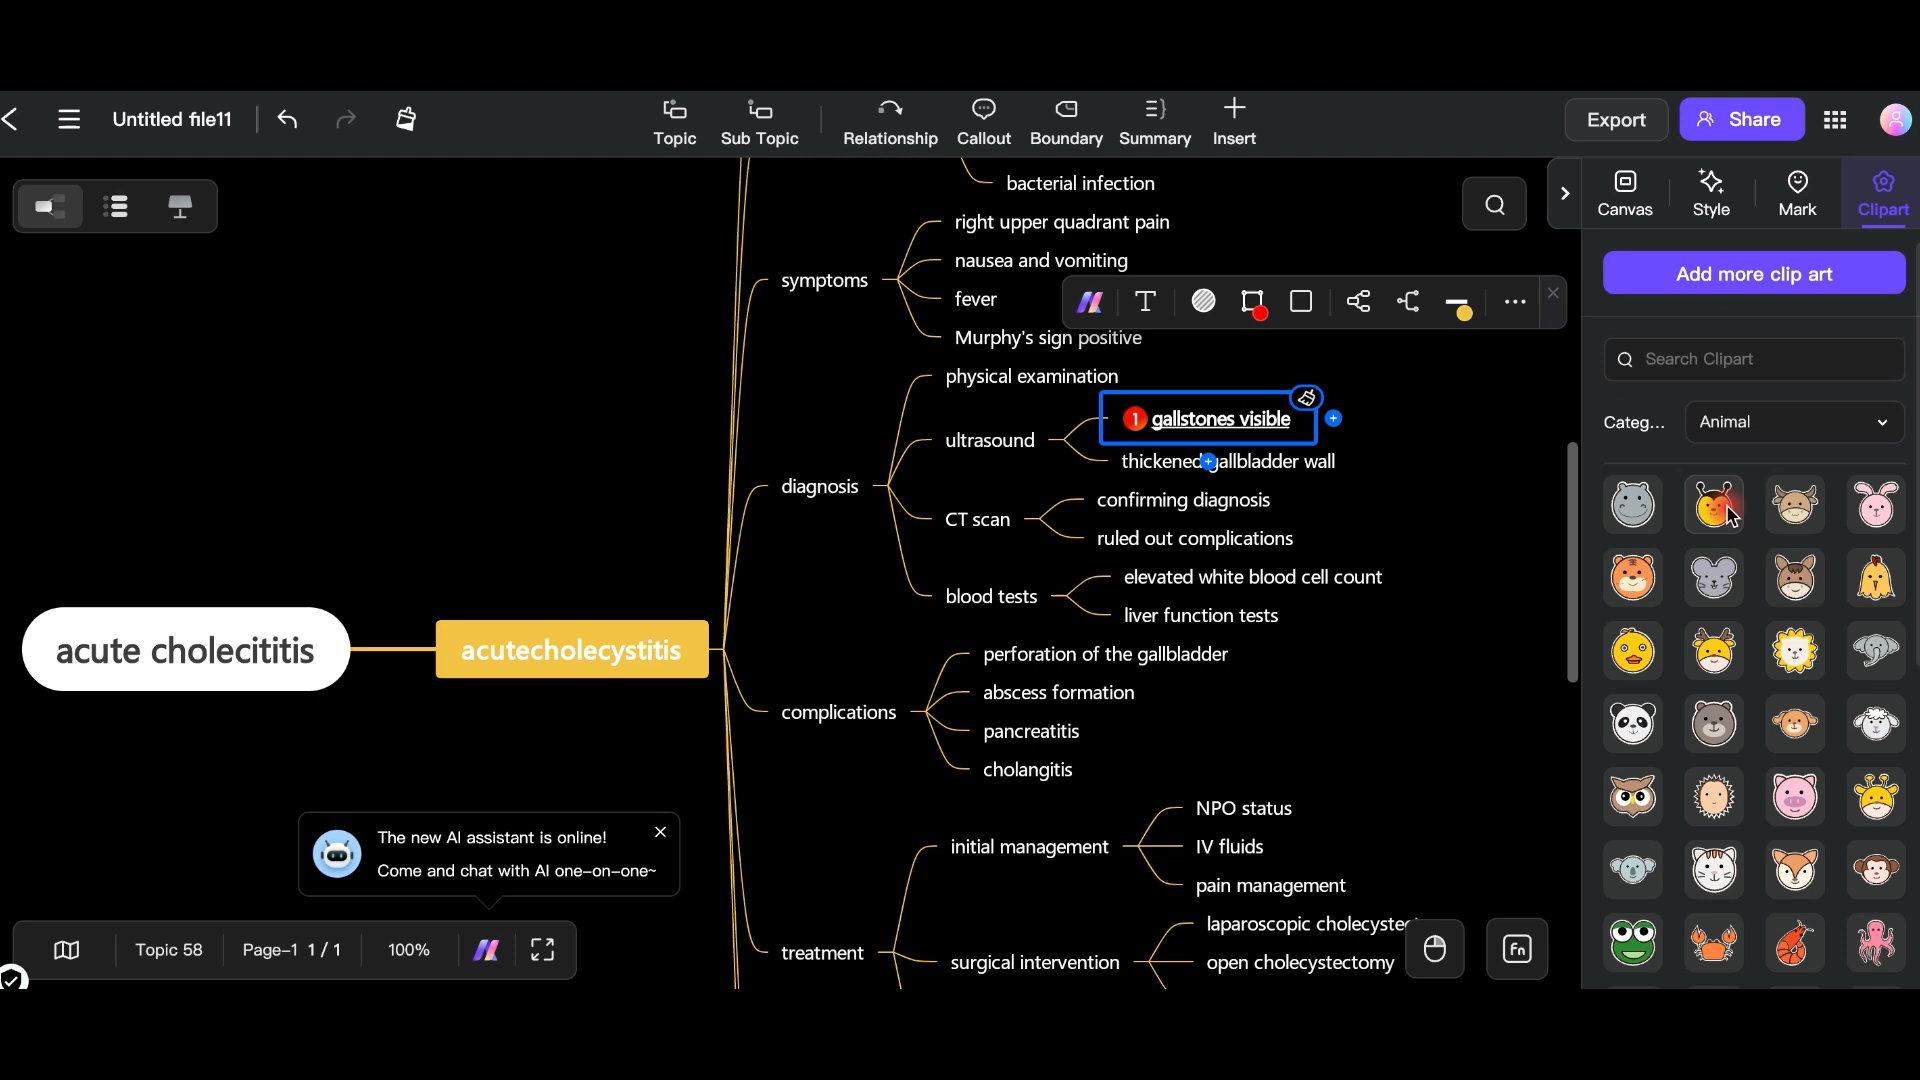 Untitled file11
Topic
Sub Topic
Relationship
Callout
Boundary
Summary
Insert
Export
Share
Canvas
Style
Mark
Clipart
Add more clip art
Search Clipart
Categ...
Animal
bacterial infection
right upper quadrant pain
symptoms
nausea and vomiting
fever
Murphy's sign positive
physical examination
1 gallstones visible
ultrasound
thickened gallbladder wall
diagnosis
CT scan
confirming diagnosis
ruled out complications
elevated white blood cell count
blood tests
liver function tests
acute cholecititis
acutecholecystitis
perforation of the gallbladder
abscess formation
complications
pancreatitis
cholangitis
NPO status
initial management
IV fluids
pain management
treatment
surgical intervention
open cholecystectomy
The new AI assistant is online!
Come and chat with AI one-on-one~
Topic 58
Page-1
1 / 1
100%
laparoscopic
Fn